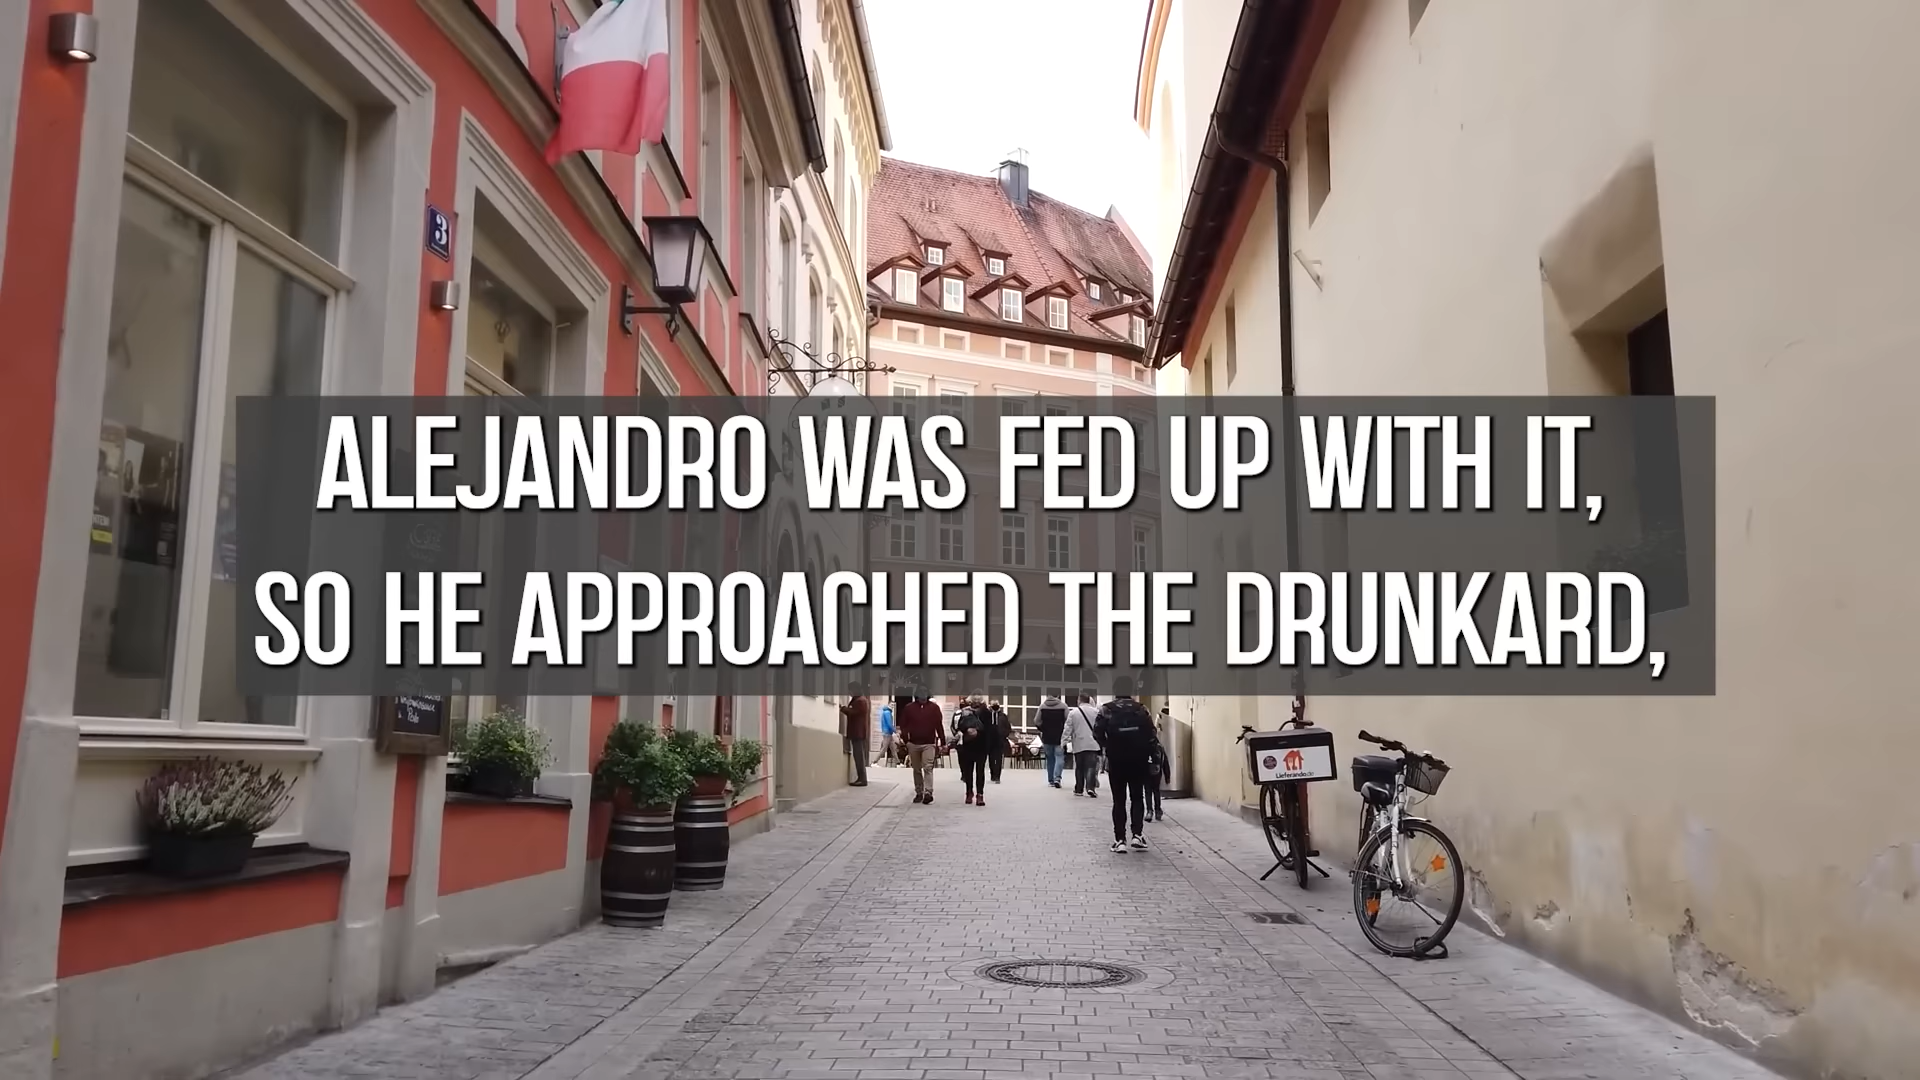 3
ALEJANDRO WAS FED UP WITH IT,
SO HE APPROACHED THE DRUNKARD,
Lieferando.de